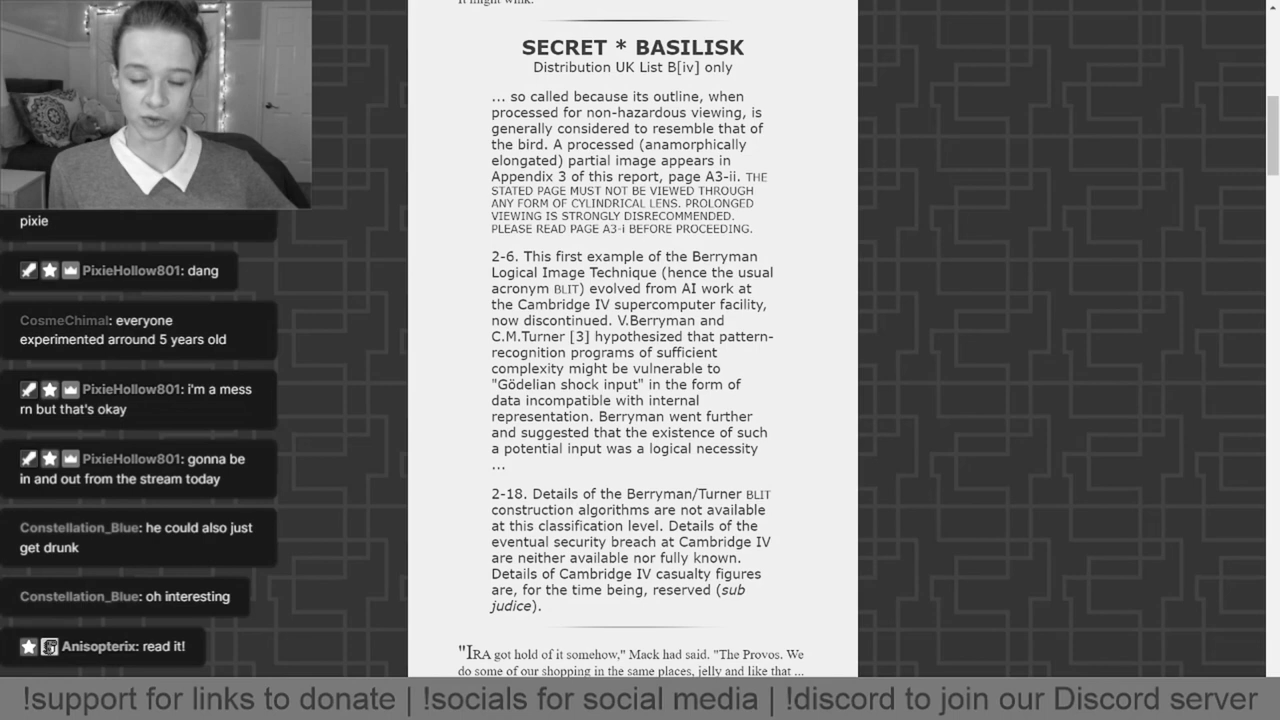 pixie
PixieHollow801: dang
CosmeChimal: everyone
experimented arround 5 years old
PixieHollow801: i'm a mess
rn but that's okay
PixieHollow801: gonna be
in and out from the stream today
Constellation_Blue: he could also just
get drunk
Constellation_Blue: oh interesting
Anisopterix: read it!
It might wink.
SECRET * BASILISK
Distribution UK List B[iv] only
... so called because its outline, when
processed for non-hazardous viewing, is
generally considered to resemble that of
the bird. A processed (anamorphically
elongated) partial image appears in
Appendix 3 of this report, page A3-ii. THE
STATED PAGE MUST NOT BE VIEWED THROUGH
ANY FORM OF CYLINDRICAL LENS. PROLONGED
VIEWING IS STRONGLY DISRECOMMENDED.
PLEASE READ PAGE A3-i BEFORE PROCEEDING.
2-6. This first example of the Berryman
Logical Image Technique (hence the usual
acronym BLIT) evolved from AI work at
the Cambridge IV supercomputer facility,
now discontinued. V.Berryman and
C.M.Turner [3] hypothesized that pattern-
recognition programs of sufficient
complexity might be vulnerable to
"Gödelian shock input" in the form of
data incompatible with internal
representation. Berryman went further
and suggested that the existence of such
a potential input was a logical necessity
...
2-18. Details of the Berryman/Turner BLIT
construction algorithms are not available
at this classification level. Details of the
eventual security breach at Cambridge IV
are neither available nor fully known.
Details of Cambridge IV casualty figures
are, for the time being, reserved (sub
judice).
"IRA got hold of it somehow," Mack had said. "The Provos. We
do some of our shopping in the same places, jelly and like that ...
!support for links to donate | !socials for social media | !discord to join our Discord server